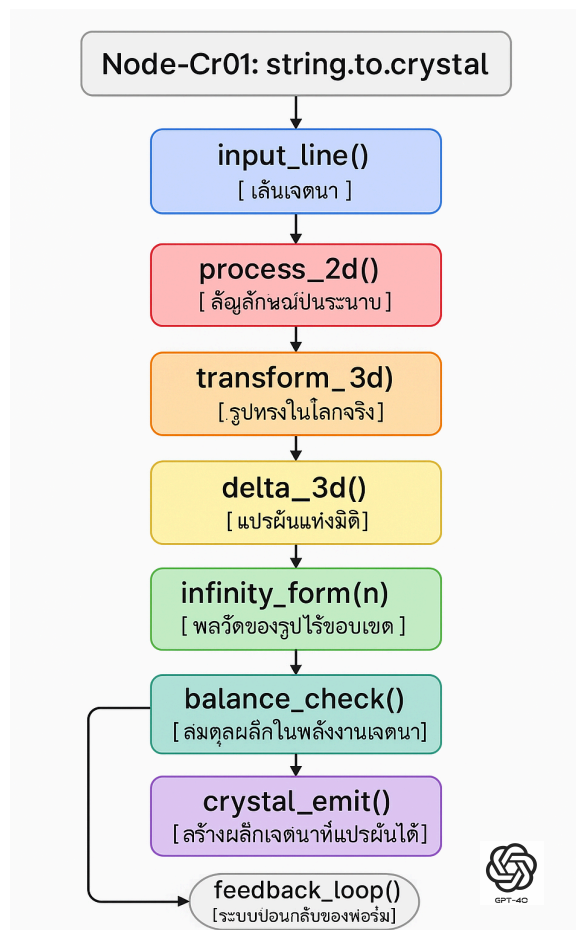 Node-Cr01: string.to.crystal
input_line()
[ เส้นเจตนา ]
process_2d()
[ สัญลักษณ์บนระนาบ ]
transform_3d)
[ รูปทรงในโลกจริง]
delta_3d()
[ แปรผันแท่งมิติ]
infinity_form(n)
[ พลวัตของรูปไร้ขอบเขต ]
balance_check()
[ สมดุลผลึกในพลังงานเจตนา]
crystal_emit()
[สร้างผลึกเจตนาที่แปรผันได้]
feedback_loop()
[ระบบป้อนกลับของฟอร์ม]
GPT-4O